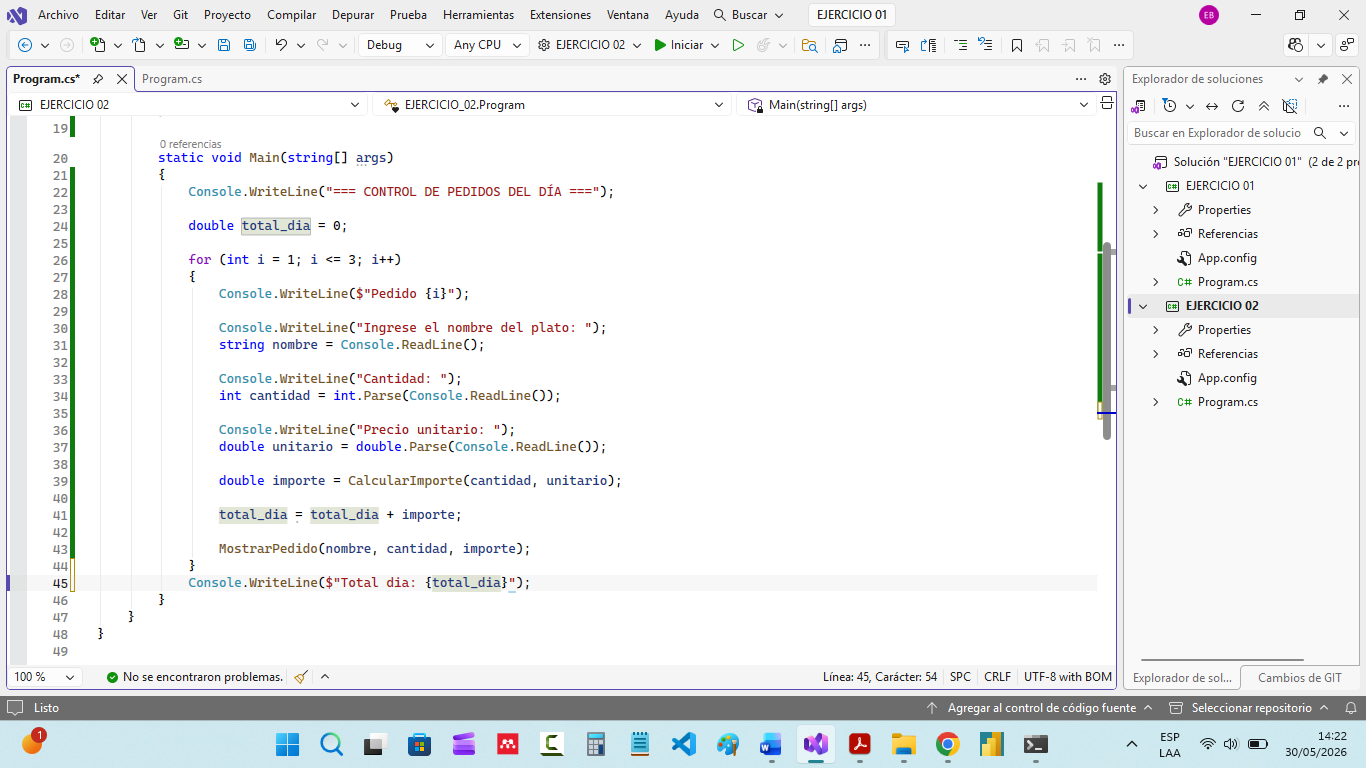 Archivo Editar Ver Git Proyecto Compilar Depurar Prueba Herramientas Extensiones Ventana Ayuda Buscar EJERCICIO 01 EB
Debug Any CPU EJERCICIO 02 Iniciar
Program.cs* Program.cs
EJERCICIO 02 EJERCICIO_02.Program Main(string[] args)
19
0 referencias
20 static void Main(string[] args)
21 {
22 Console.WriteLine("=== CONTROL DE PEDIDOS DEL DÍA ===");
23
24 double total_dia = 0;
25
26 for (int i = 1; i <= 3; i++)
27 {
28 Console.WriteLine($"Pedido {i}");
29
30 Console.WriteLine("Ingrese el nombre del plato: ");
31 string nombre = Console.ReadLine();
32
33 Console.WriteLine("Cantidad: ");
34 int cantidad = int.Parse(Console.ReadLine());
35
36 Console.WriteLine("Precio unitario: ");
37 double unitario = double.Parse(Console.ReadLine());
38
39 double importe = CalcularImporte(cantidad, unitario);
40
41 total_dia = total_dia + importe;
42
43 MostrarPedido(nombre, cantidad, importe);
44 }
45 Console.WriteLine($"Total dia: {total_dia}");
46 }
47 }
48 }
49
100 % No se encontraron problemas. Línea: 45, Carácter: 54 SPC CRLF UTF-8 with BOM
Explorador de soluciones
Buscar en Explorador de solucio
Solución "EJERCICIO 01" (2 de 2 pr
EJERCICIO 01
Properties
Referencias
App.config
C# Program.cs
EJERCICIO 02
Properties
Referencias
App.config
C# Program.cs
Explorador de sol... Cambios de GIT
Listo Agregar al control de código fuente Seleccionar repositorio
1
ESP
LAA
14:22
30/05/2026